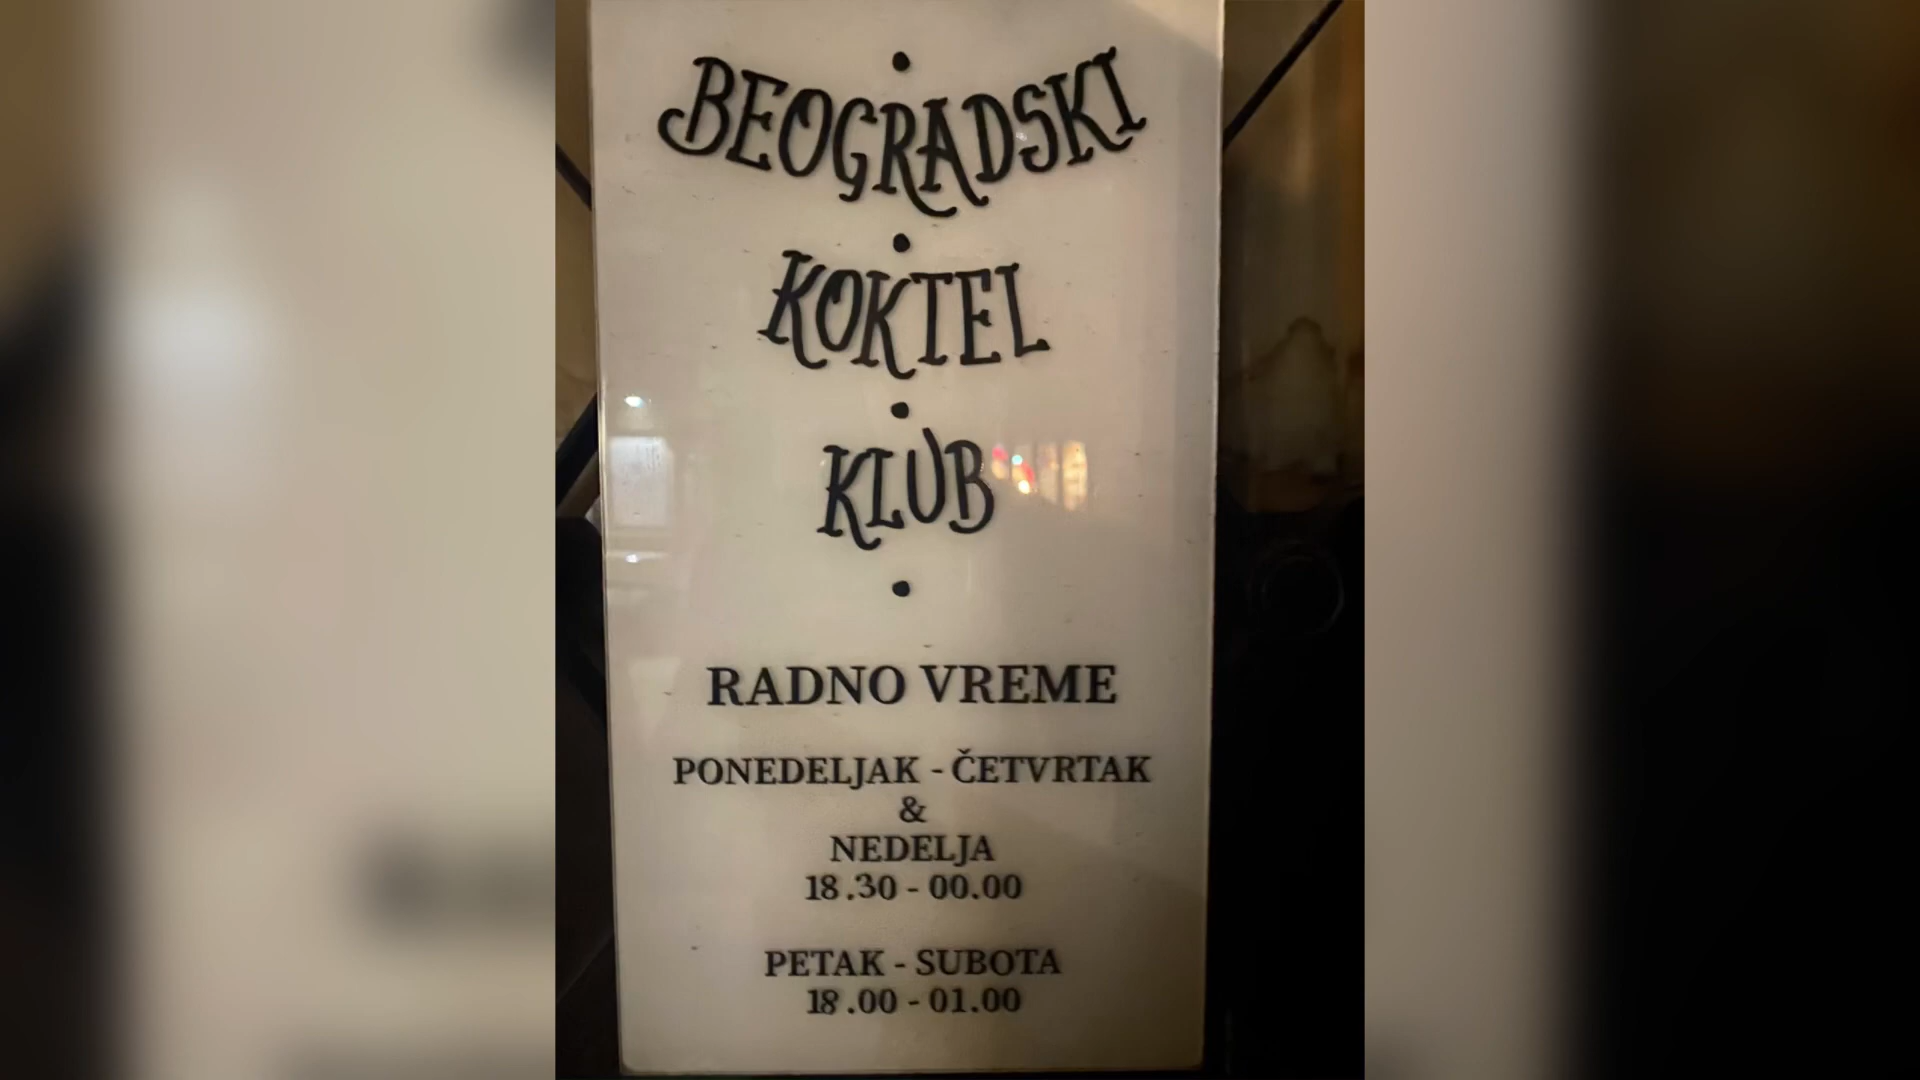 BEOGRADSKI
KOKTEL
KLUB
RADNO VREME
PONEDELJAK - ČETVRTAK
&
NEDELJA
18.30 - 00.00
PETAK - SUBOTA
18.00 - 01.00